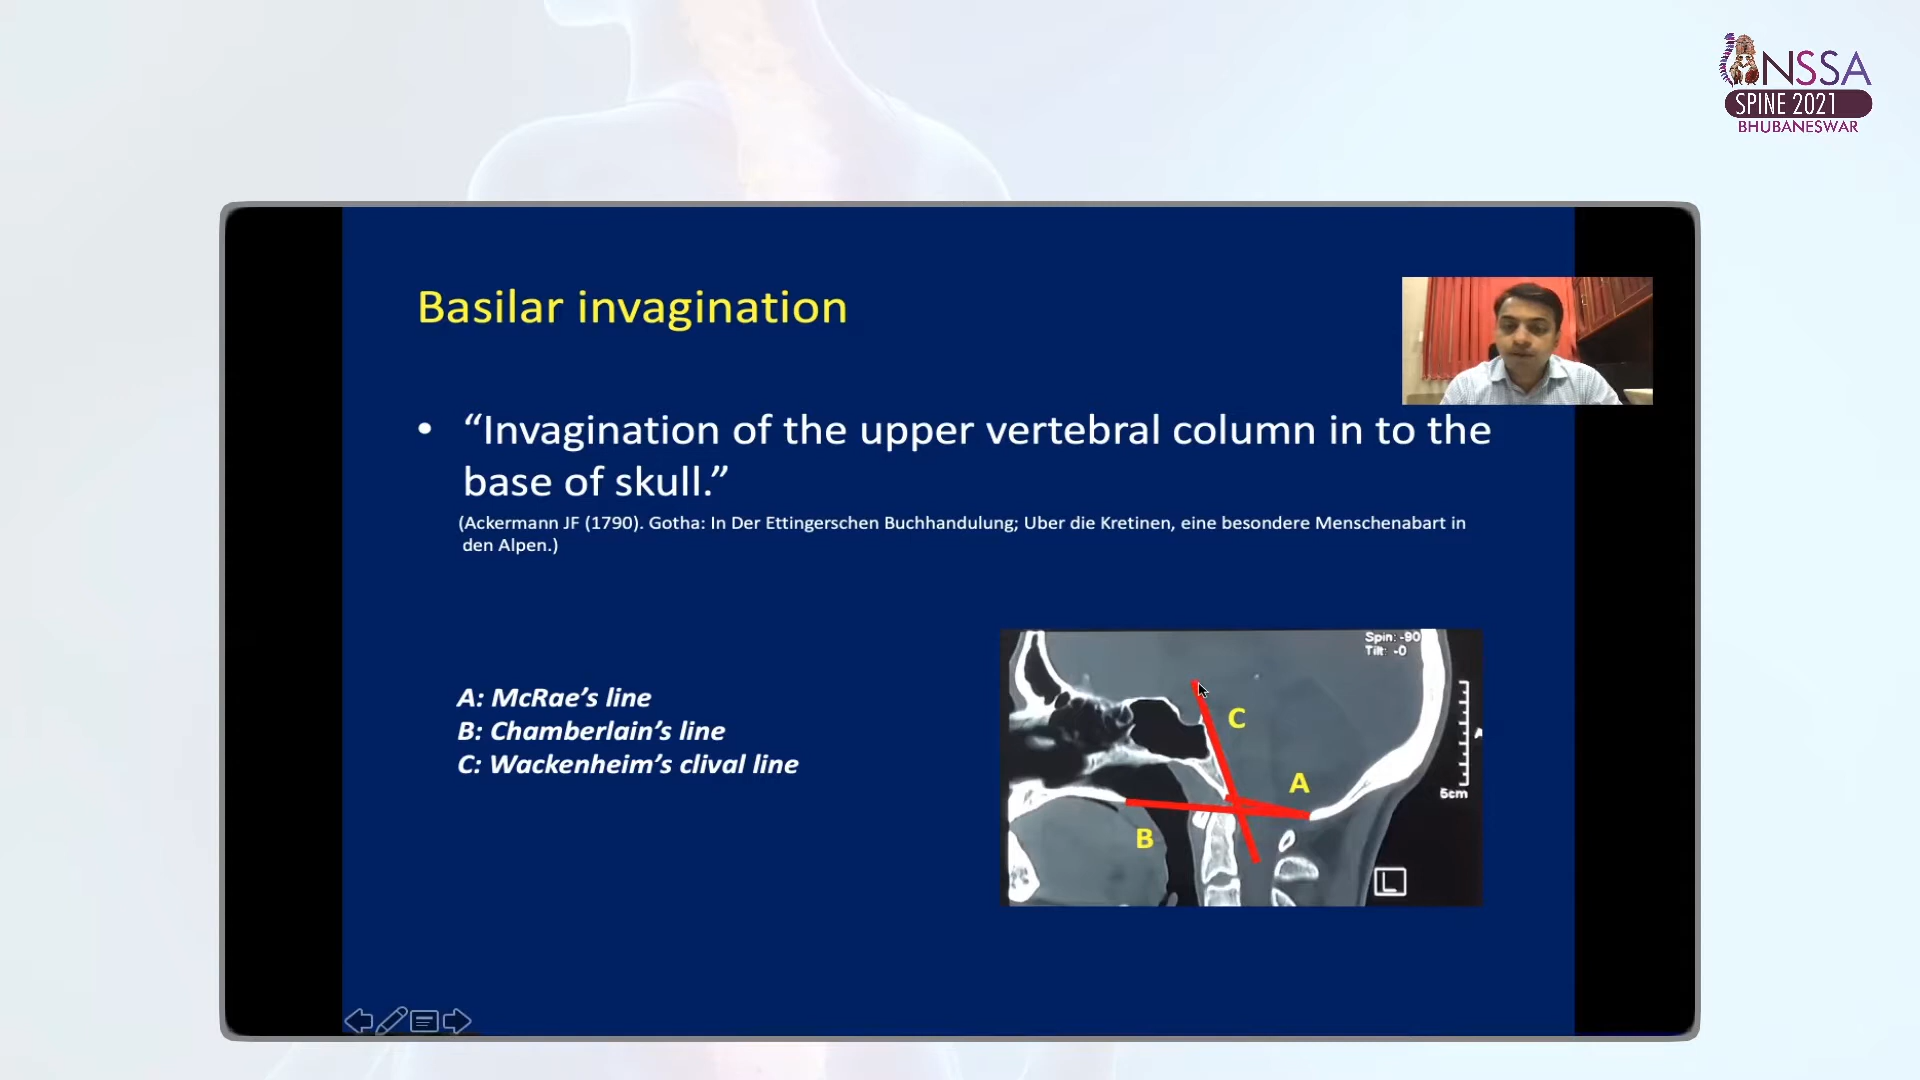 NSSA
SPINE 2021
BHUBANESWAR
Basilar invagination
• “Invagination of the upper vertebral column in to the
base of skull.”
(Ackermann JF (1790). Gotha: In Der Ettingerschen Buchhandulung; Uber die Kretinen, eine besondere Menschenabart in
den Alpen.)
A: McRae’s line
B: Chamberlain’s line
C: Wackenheim’s clival line
Spin: -90
Tilt: -0
C
A
B
A
5cm
L